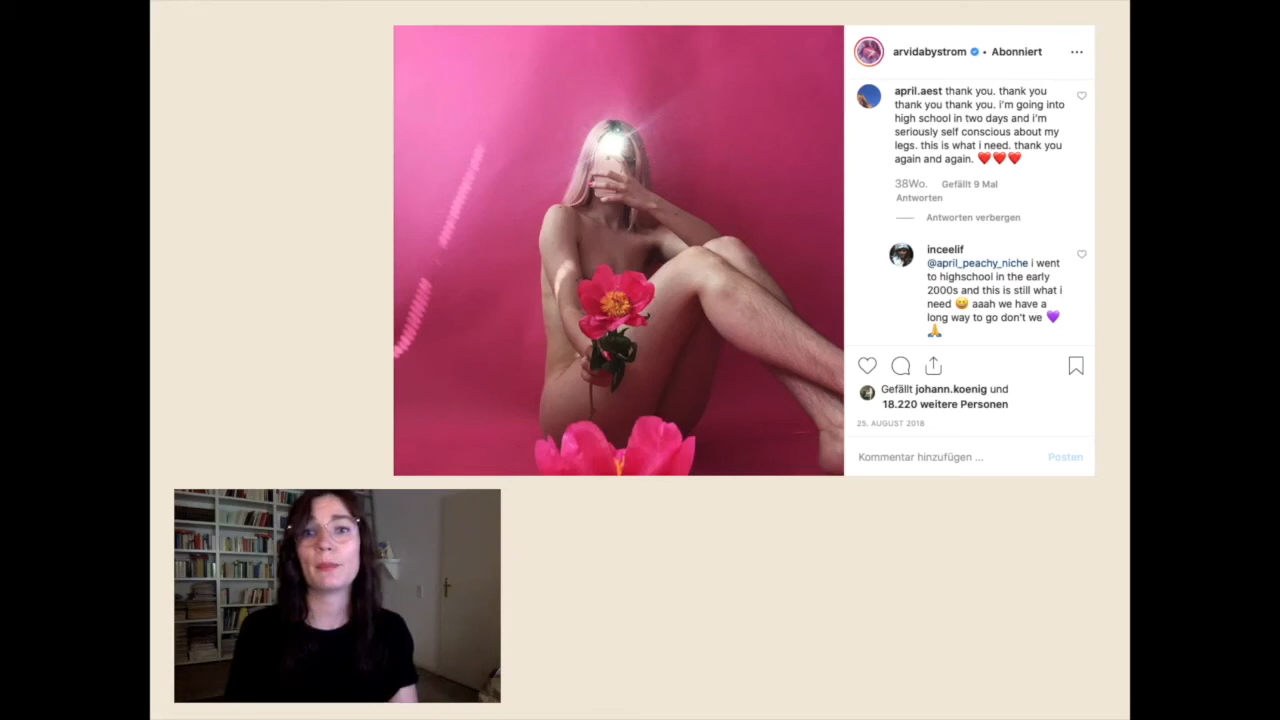 arvidabystrom • Abonniert
april.aest thank you. thank you
thank you thank you. i'm going into
high school in two days and i'm
seriously self conscious about my
legs. this is what i need. thank you
again and again. ❤️❤️❤️
38Wo. Gefällt 9 Mal
Antworten
Antworten verbergen
inceelif
@april_peachy_niche i went
to highschool in the early
2000s and this is still what i
need 😄 aaah we have a
long way to go don't we 💜
🙏
Gefällt johann.koenig und
18.220 weitere Personen
25. AUGUST 2018
Kommentar hinzufügen ...
Posten